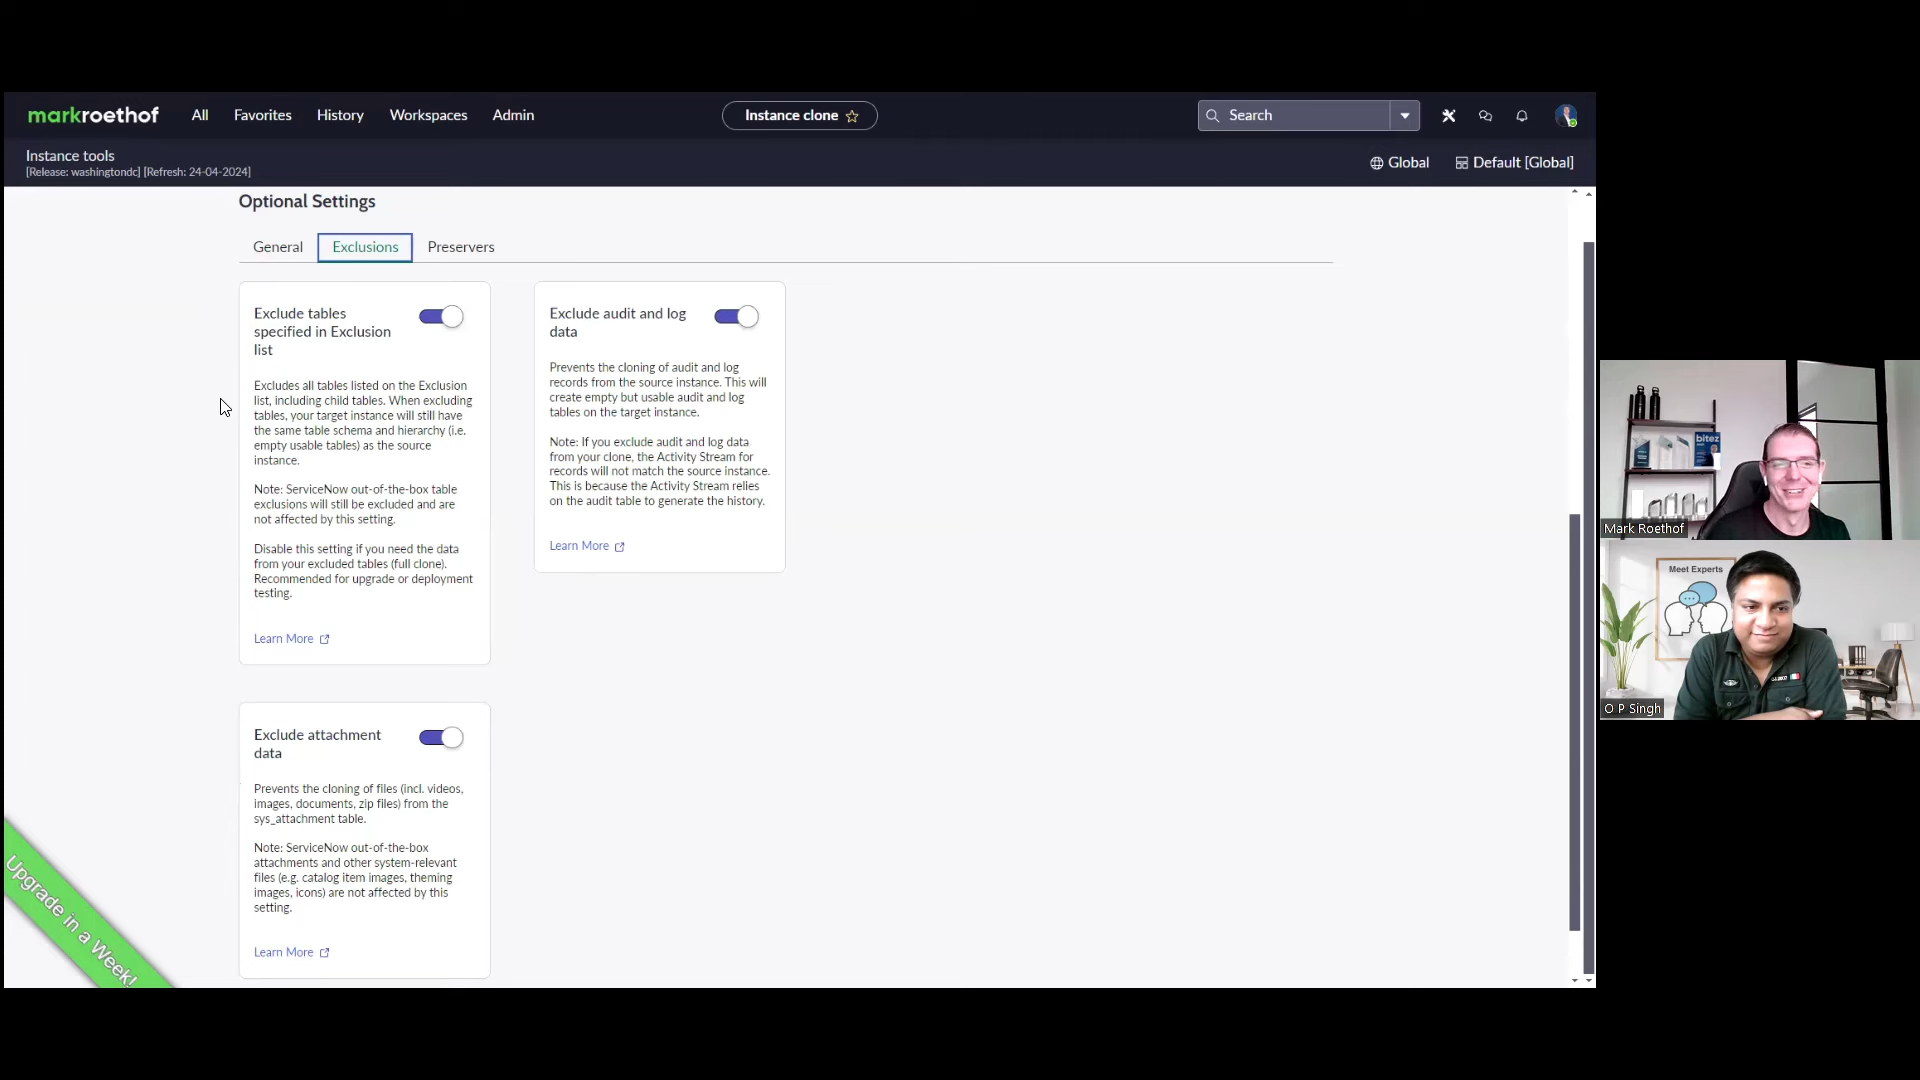 markroethof
All
Favorites
History
Workspaces
Admin
Instance clone
Search
Instance tools
[Release: washingtondc] [Refresh: 24-04-2024]
Global
Default [Global]
Optional Settings
General
Exclusions
Preservers
Exclude tables
specified in Exclusion
list
Excludes all tables listed on the Exclusion
list, including child tables. When excluding
tables, your target instance will still have
the same table schema and hierarchy (i.e.
empty usable tables) as the source
instance.
Note: ServiceNow out-of-the-box table
exclusions will still be excluded and are
not affected by this setting.
Disable this setting if you need the data
from your excluded tables (full clone).
Recommended for upgrade or deployment
testing.
Learn More
Exclude audit and log
data
Prevents the cloning of audit and log
records from the source instance. This will
create empty but usable audit and log
tables on the target instance.
Note: If you exclude audit and log data
from your clone, the Activity Stream for
records will not match the source instance.
This is because the Activity Stream relies
on the audit table to generate the history.
Learn More
Exclude attachment
data
Prevents the cloning of files (incl. videos,
images, documents, zip files) from the
sys_attachment table.
Note: ServiceNow out-of-the-box
attachments and other system-relevant
files (e.g. catalog item images, theming
images, icons) are not affected by this
setting.
Learn More
Upgrade in a Week!
bitez
Mark Roethof
Meet Experts
O P Singh